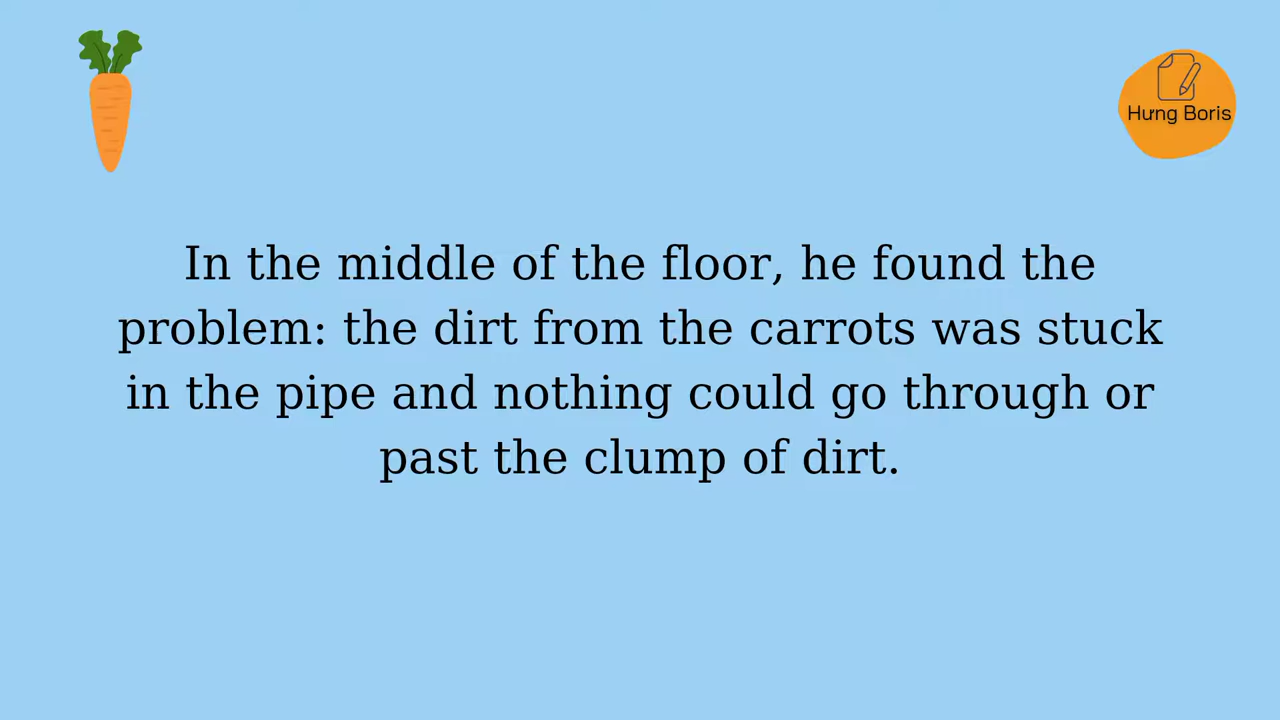 Hưng Boris
In the middle of the floor, he found the
problem: the dirt from the carrots was stuck
in the pipe and nothing could go through or
past the clump of dirt.